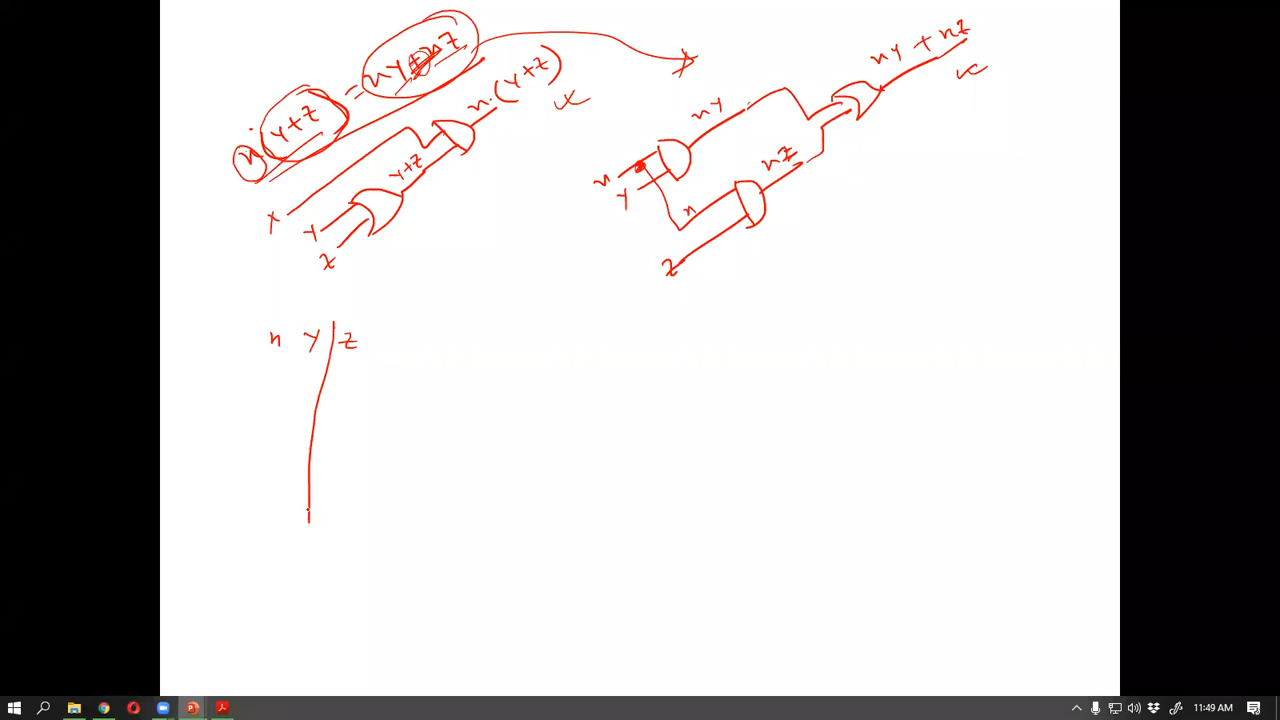 x.(y+z) = xy+xz
x.(y+z)
y+z
x
y
z
xy + xz
xy
xz
x
y
x
z
x y z
11:49 AM